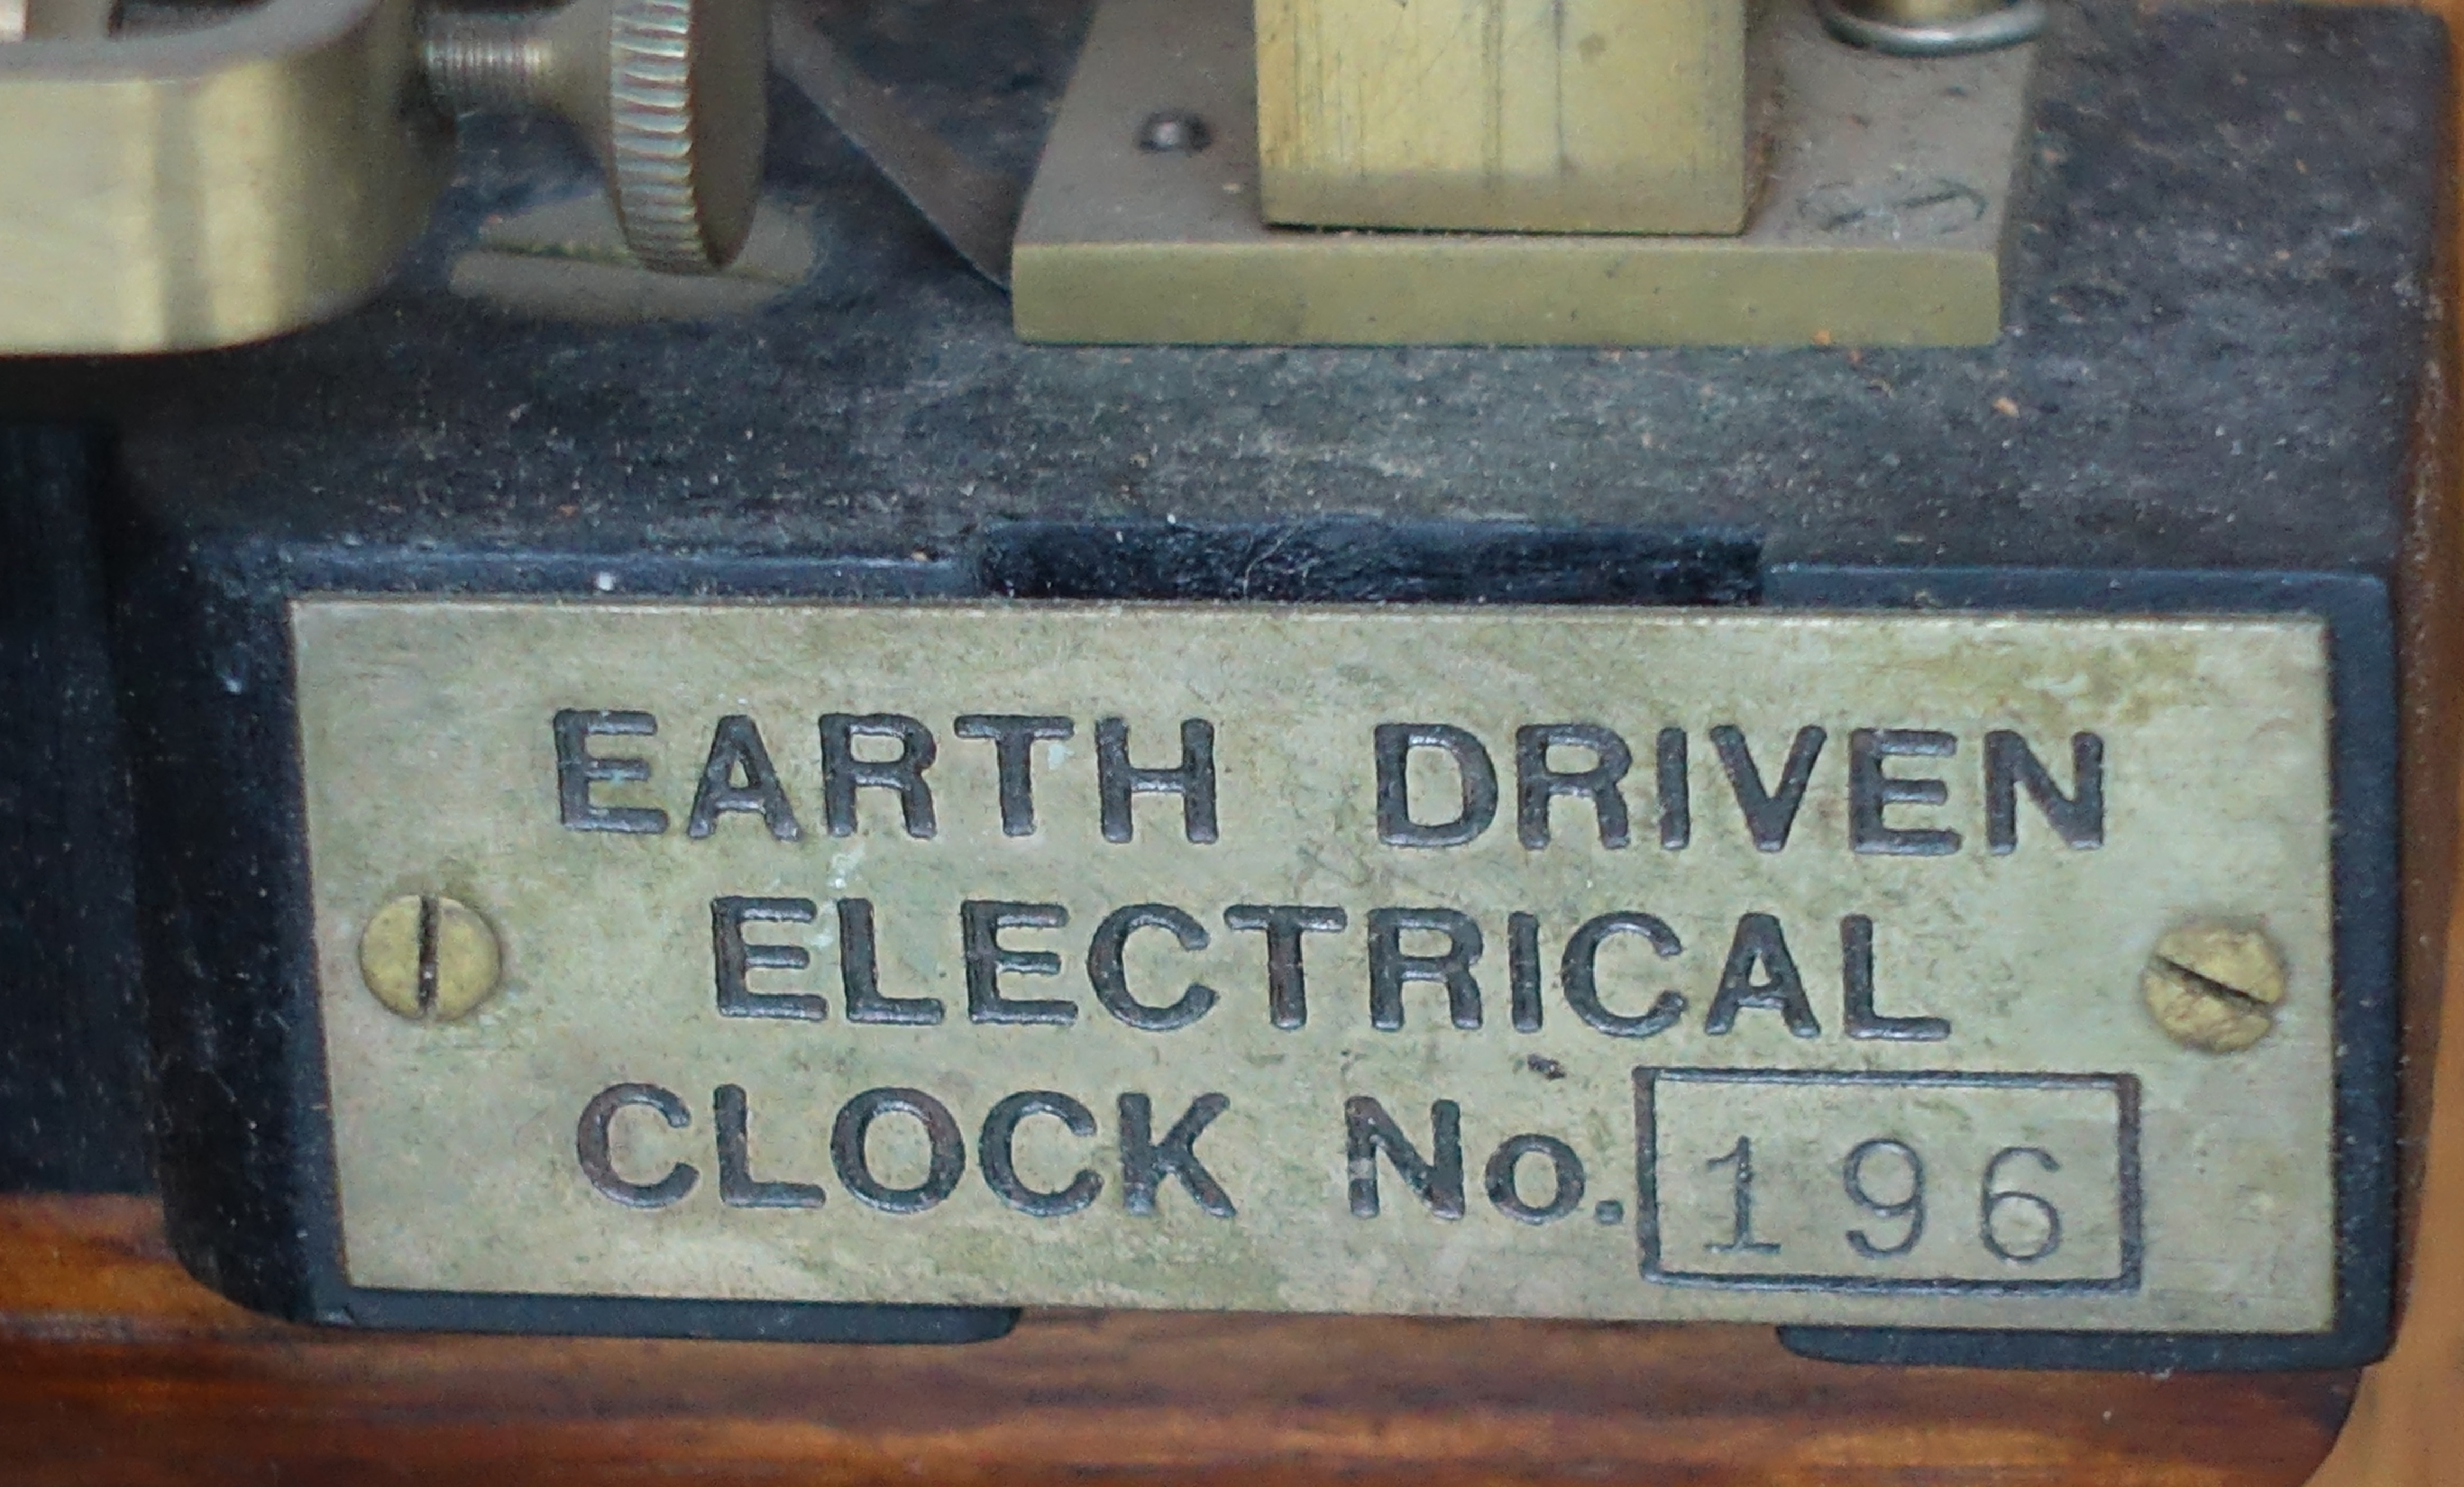 EARTH DRIVEN
ELECTRICAL
CLOCK No. 196